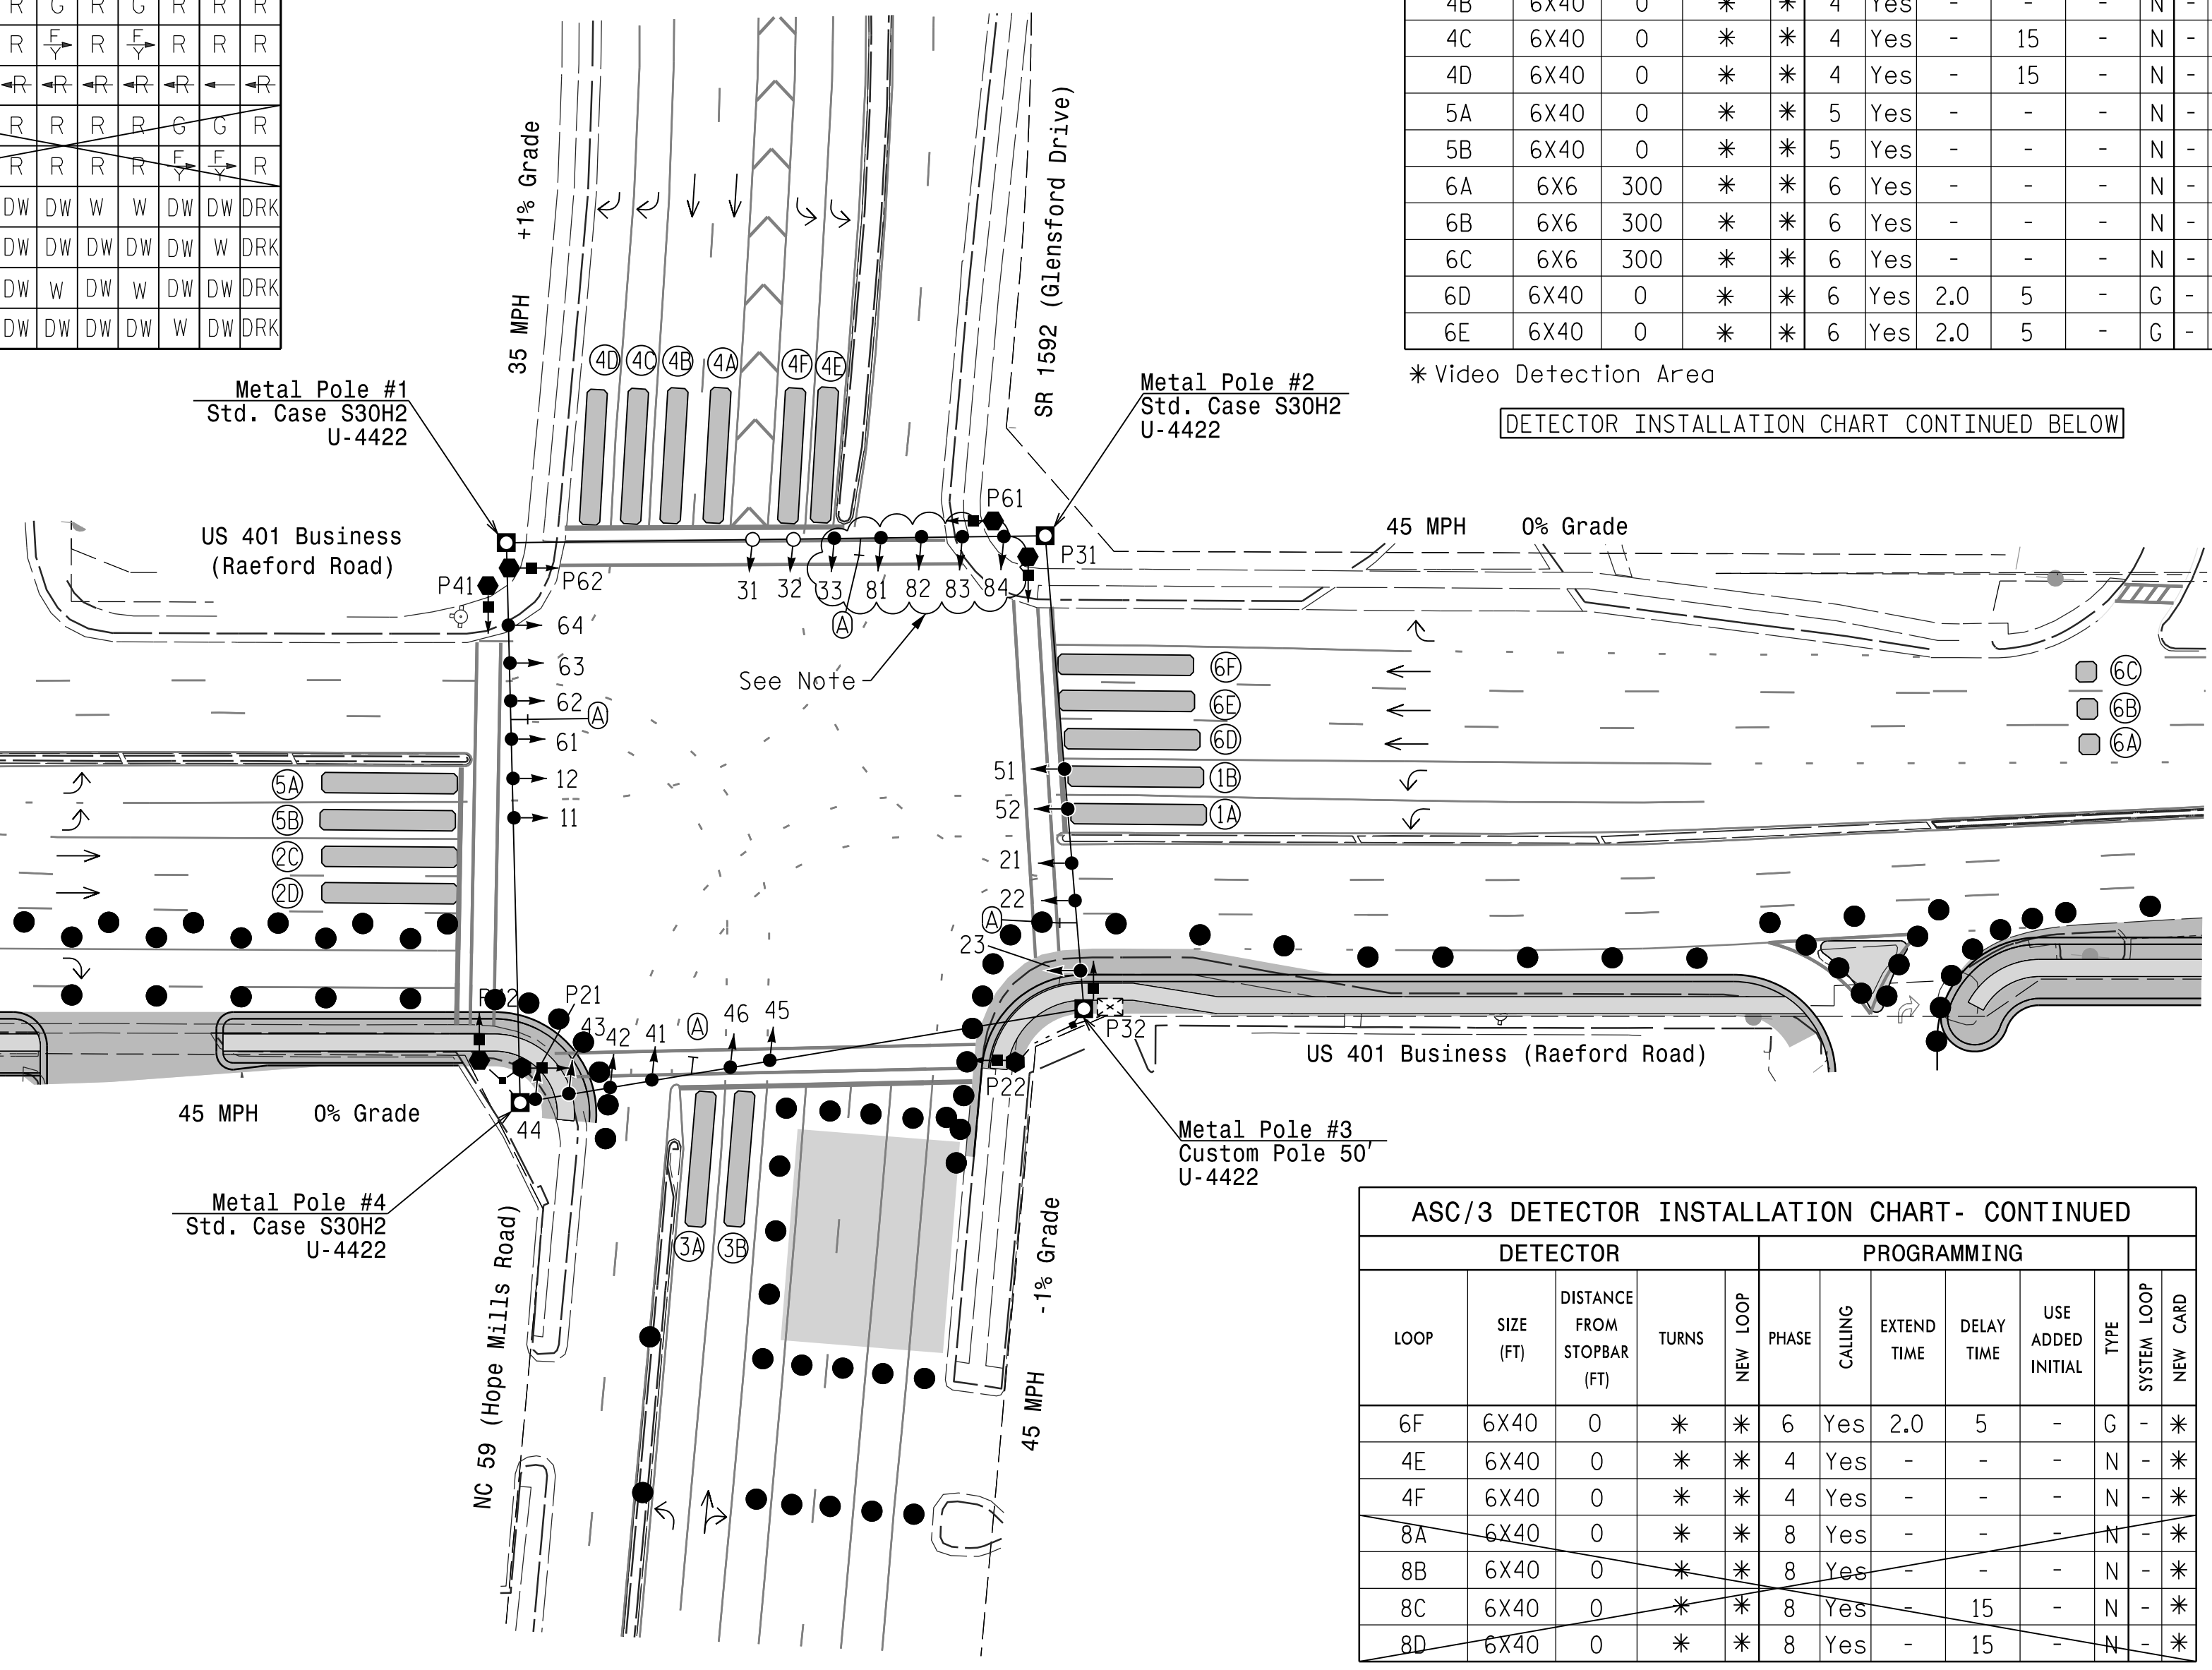 R G R G R R R
R F/Y R F/Y R R R
R R R R R R
R R R R G G R
R R R R F/Y F/Y R
DW DW W W DW DW DRK
DW DW DW DW DW W DRK
DW W DW W DW DW DRK
DW DW DW DW W DW DRK
4B 6X40 0 * * 4 Yes - - - N -
4C 6X40 0 * * 4 Yes - 15 - N -
4D 6X40 0 * * 4 Yes - 15 - N -
5A 6X40 0 * * 5 Yes - - - N -
5B 6X40 0 * * 5 Yes - - - N -
6A 6X6 300 * * 6 Yes - - - N -
6B 6X6 300 * * 6 Yes - - - N -
6C 6X6 300 * * 6 Yes - - - N -
6D 6X40 0 * * 6 Yes 2.0 5 - G -
6E 6X40 0 * * 6 Yes 2.0 5 - G -
* Video Detection Area
DETECTOR INSTALLATION CHART CONTINUED BELOW
35 MPH +1% Grade
SR 1592 (Glensford Drive)
4D 4C 4B 4A 4F 4E
Metal Pole #1
Std. Case S30H2
U-4422
Metal Pole #2
Std. Case S30H2
U-4422
US 401 Business
(Raeford Road)
45 MPH 0% Grade
P61
P31
P41
P62
31 32 33 81 82 83 84
A
See Note
64
63
62
A
61
12
11
51
52
21
22
A
23
6F
6E
6D
1B
1A
6C
6B
6A
5A
5B
2C
2D
P42
P21
43
42
41
A
46
45
44
P32
P22
US 401 Business (Raeford Road)
45 MPH 0% Grade
Metal Pole #4
Std. Case S30H2
U-4422
Metal Pole #3
Custom Pole 50'
U-4422
3A 3B
NC 59 (Hope Mills Road)
45 MPH -1% Grade
ASC/3 DETECTOR INSTALLATION CHART- CONTINUED
DETECTOR PROGRAMMING
LOOP
SIZE
(FT)
DISTANCE
FROM
STOPBAR
(FT)
TURNS
NEW LOOP
PHASE
CALLING
EXTEND
TIME
DELAY
TIME
USE
ADDED
INITIAL
TYPE
SYSTEM LOOP
NEW CARD
6F 6X40 0 * * 6 Yes 2.0 5 - G - *
4E 6X40 0 * * 4 Yes - - - N - *
4F 6X40 0 * * 4 Yes - - - N - *
8A 6X40 0 * * 8 Yes - - - N - *
8B 6X40 0 * * 8 Yes - - - N - *
8C 6X40 0 * * 8 Yes - 15 - N - *
8D 6X40 0 * * 8 Yes - 15 - N - *